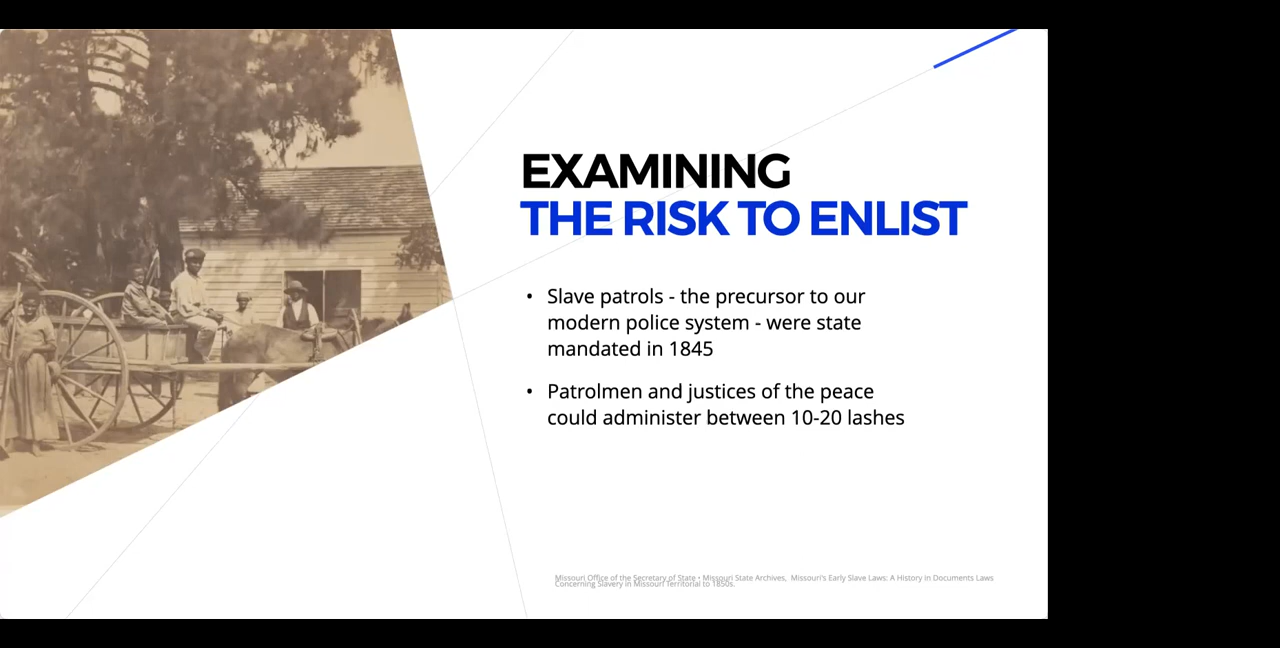 EXAMINING
THE RISK TO ENLIST
• Slave patrols - the precursor to our
modern police system - were state
mandated in 1845
• Patrolmen and justices of the peace
could administer between 10-20 lashes
Missouri Office of the Secretary of State • Missouri State Archives, Missouri's Early Slave Laws: A History in Documents Laws
Concerning Slavery in Missouri Territorial to 1850s.